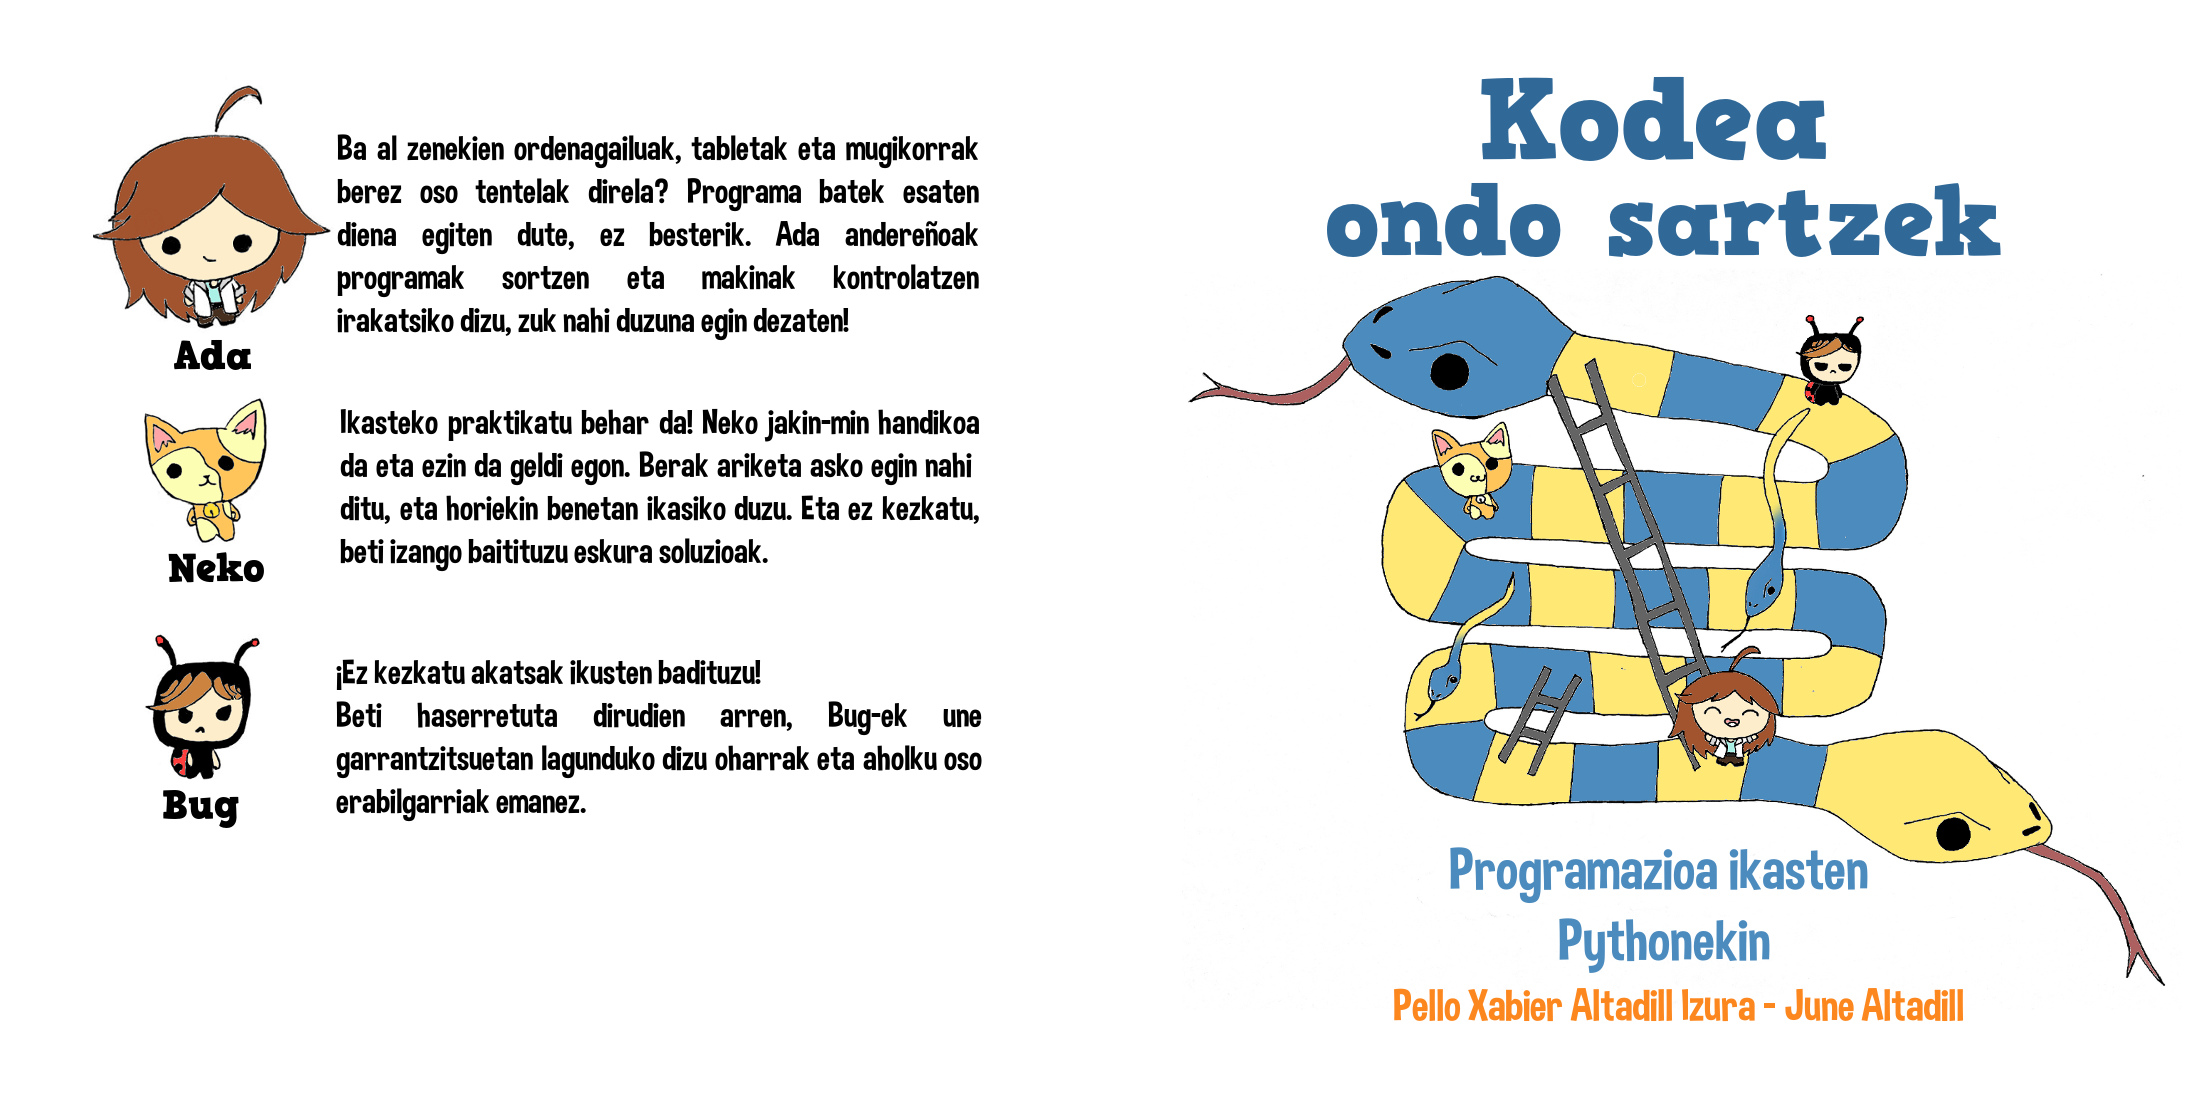 Ba al zenekien ordenagailuak, tabletak eta mugikorrak
berez oso tentelak direla? Programa batek esaten
diena egiten dute, ez besterik. Ada andereñoak
programak sortzen eta makinak kontrolatzen
irakatsiko dizu, zuk nahi duzuna egin dezaten!
Ada
Ikasteko praktikatu behar da! Neko jakin-min handikoa
da eta ezin da geldi egon. Berak ariketa asko egin nahi
ditu, eta horiekin benetan ikasiko duzu. Eta ez kezkatu,
beti izango baitituzu eskura soluzioak.
Neko
¡Ez kezkatu akatsak ikusten badituzu!
Beti haserretuta dirudien arren, Bug-ek une
garrantzitsuetan lagunduko dizu oharrak eta aholku oso
erabilgarriak emanez.
Bug
Kodea
ondo sartzek
Programazioa ikasten
Pythonekin
Pello Xabier Altadill Izura - June Altadill